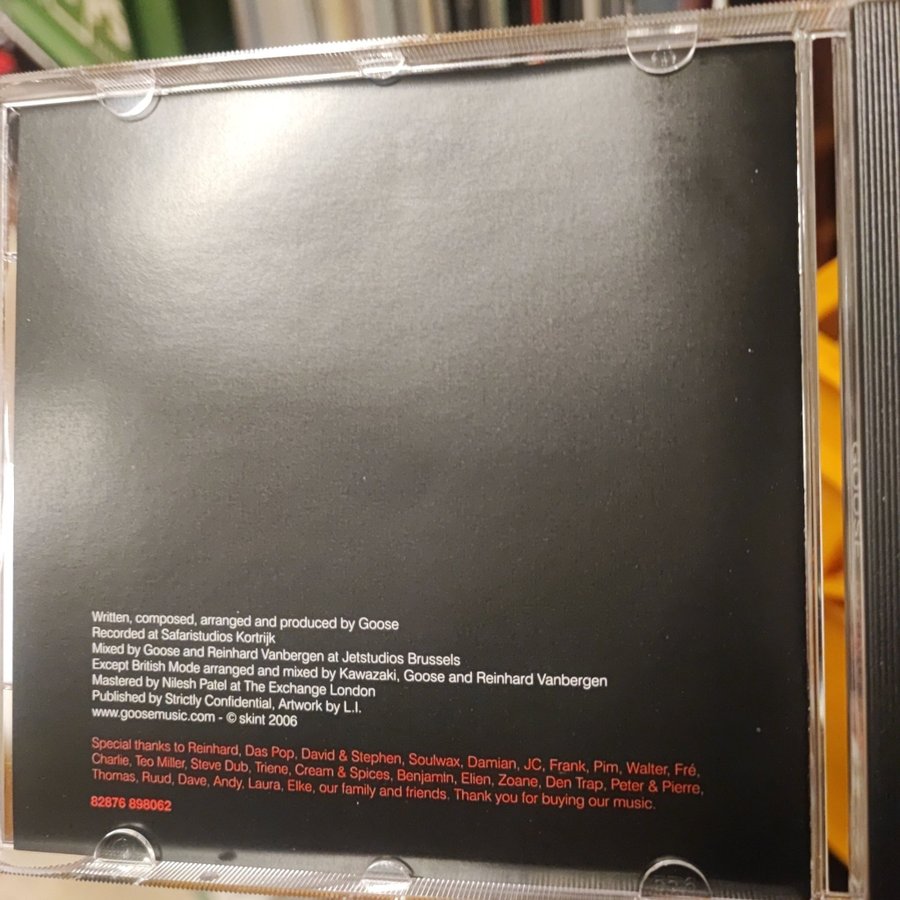 Written, composed, arranged and produced by Goose
Recorded at Safaristudios Kortrijk
Mixed by Goose and Reinhard Vanbergen at Jetstudios Brussels
Except British Mode arranged and mixed by Kawazaki, Goose and Reinhard Vanbergen
Mastered by Nilesh Patel at The Exchange London
Published by Strictly Confidential, Artwork by L.I.
www.goosemusic.com - © skint 2006
Special thanks to Reinhard, Das Pop, David & Stephen, Soulwax, Damian, JC, Frank, Pim, Walter, Fré,
Charlie, Teo Miller, Steve Dub, Triene, Cream & Spices, Benjamin, Elien, Zoane, Den Trap, Peter & Pierre,
Thomas, Ruud, Dave, Andy, Laura, Elke, our family and friends. Thank you for buying our music.
82876 898062